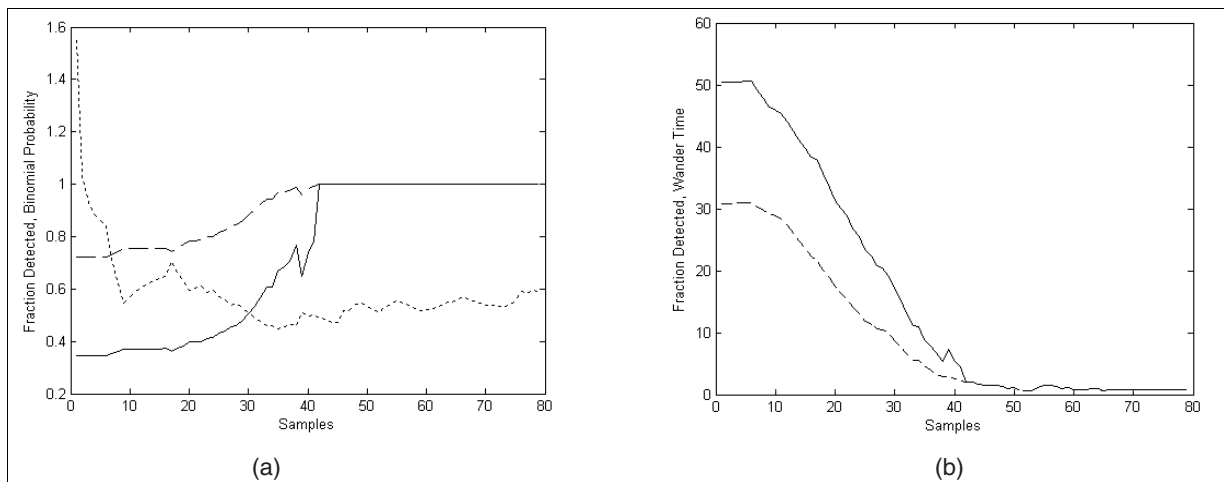 1.6
1.4
1.2
1
0.8
0.6
0.4
0.2
Fraction Detected, Binomial Probability
0 10 20 30 40 50 60 70 80
Samples
(a)
60
50
40
30
20
10
0
Fraction Detected, Wander Time
0 10 20 30 40 50 60 70 80
Samples
(b)